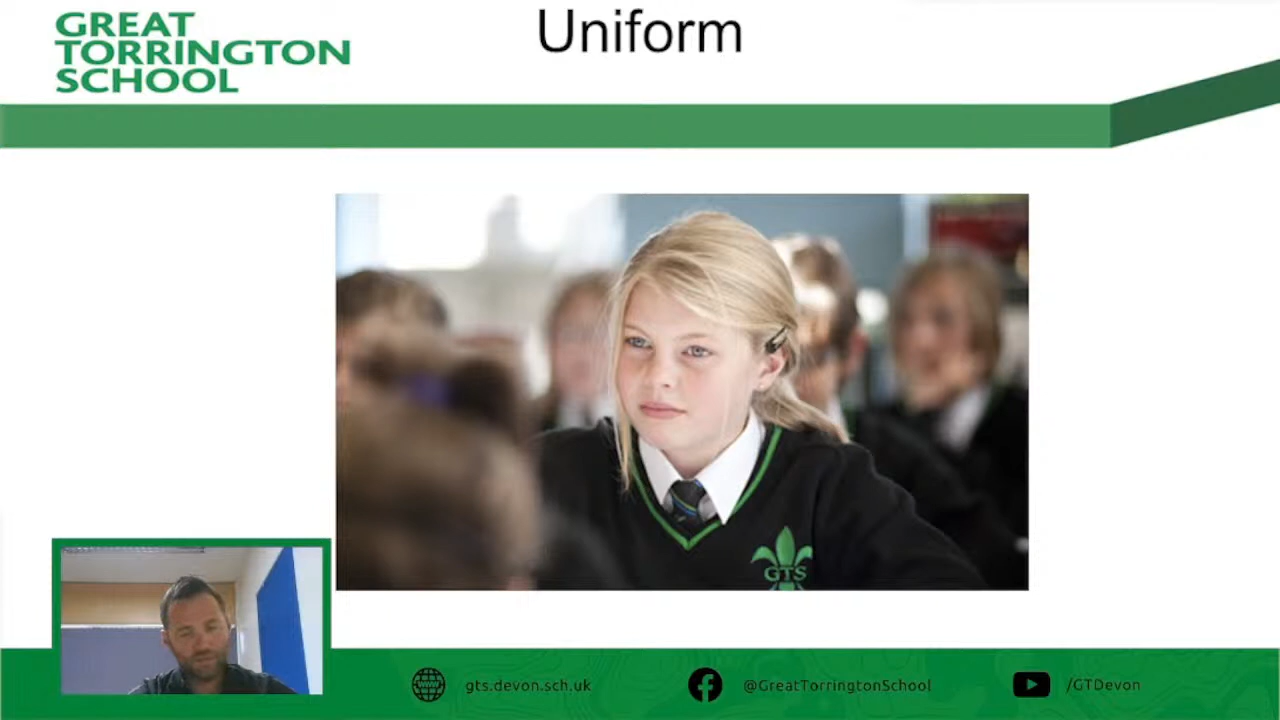 GREAT
TORRINGTON
SCHOOL
Uniform
GTS
gts.devon.sch.uk
@GreatTorringtonSchool
/GTDevon